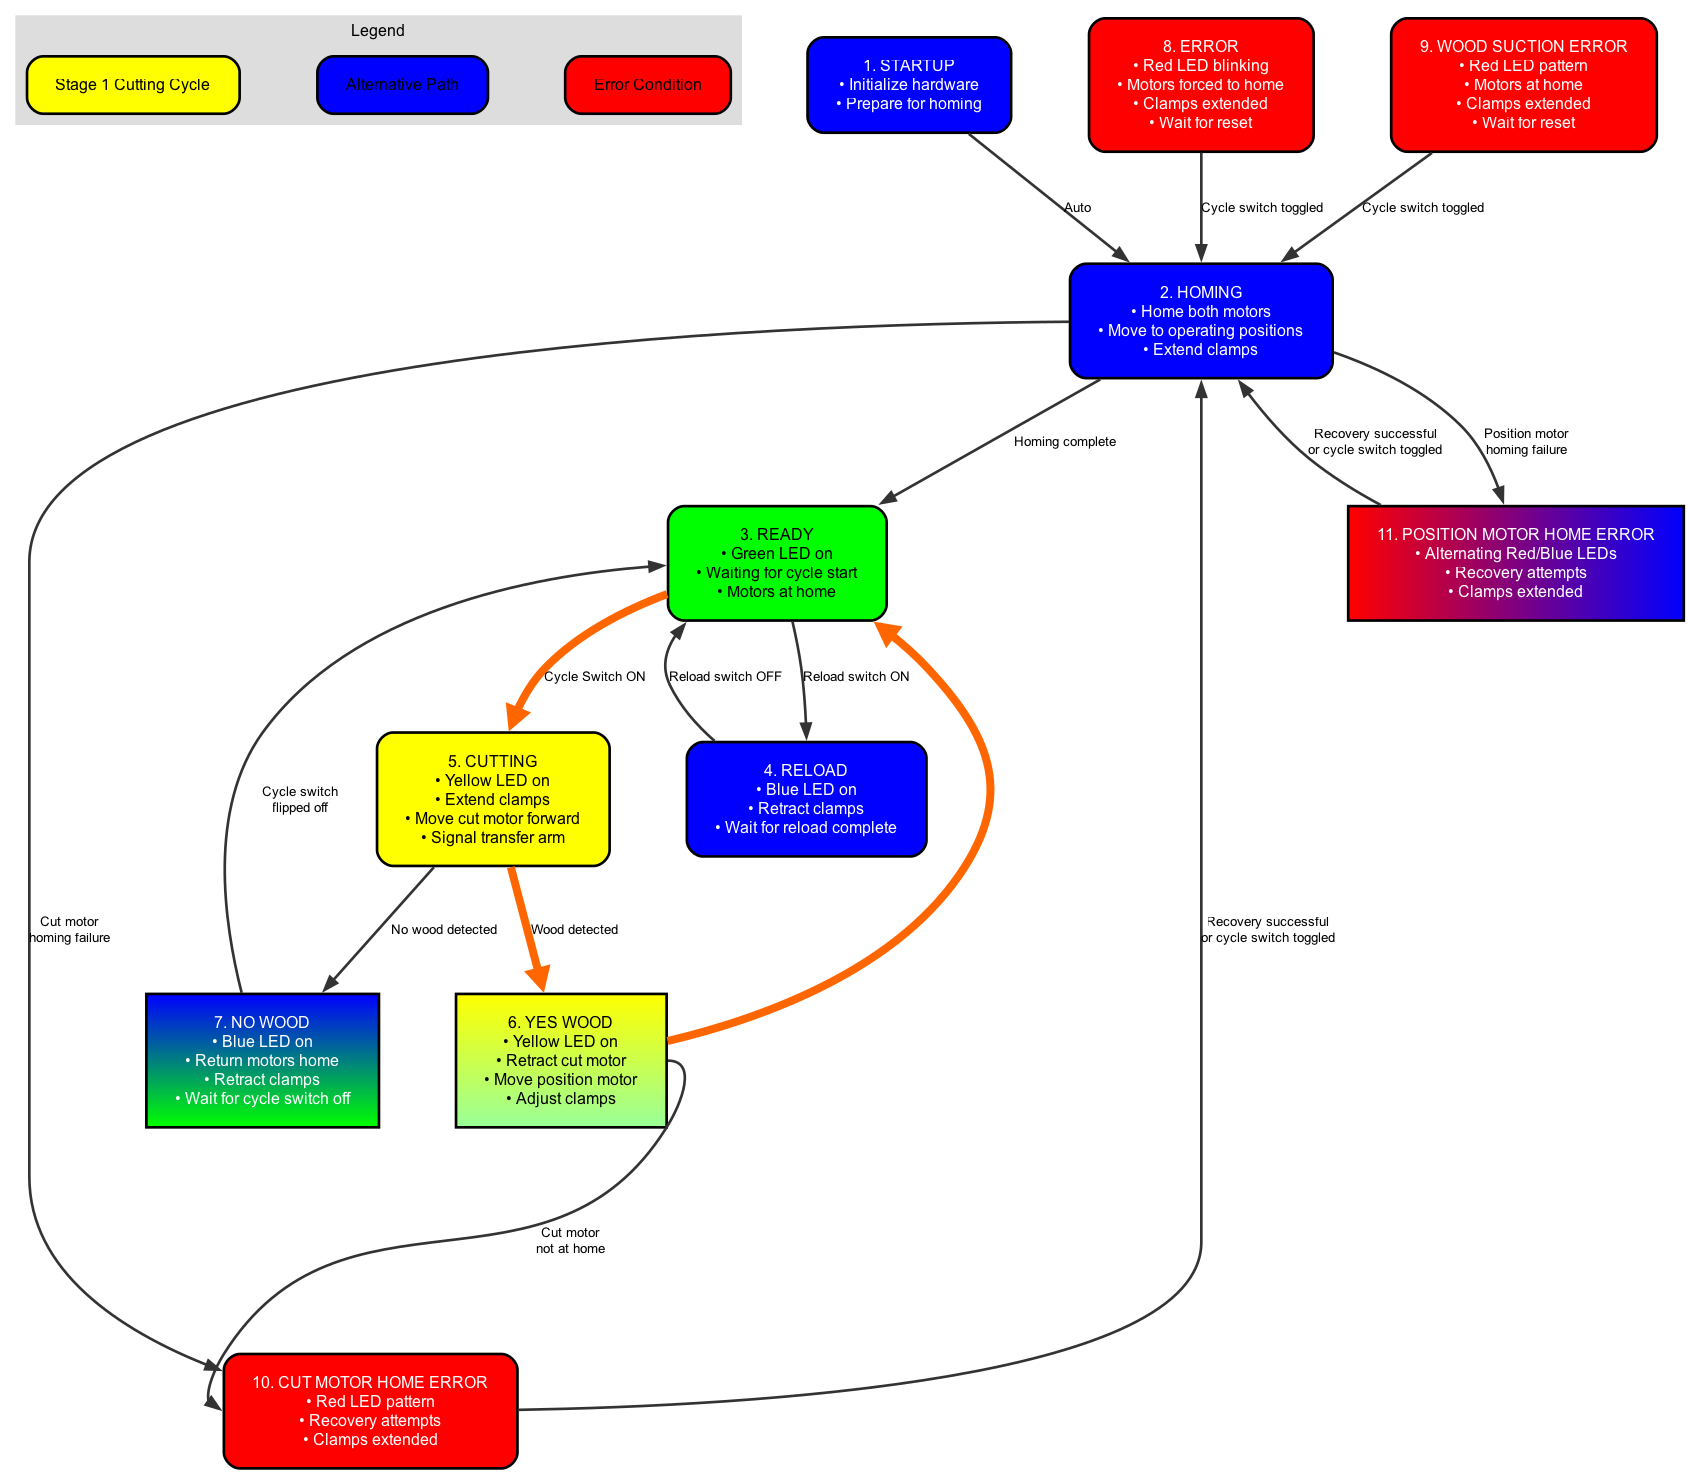 Legend
Stage 1 Cutting Cycle
Alternative Path
Error Condition
1. STARTUP
• Initialize hardware
• Prepare for homing
8. ERROR
• Red LED blinking
• Motors forced to home
• Clamps extended
• Wait for reset
9. WOOD SUCTION ERROR
• Red LED pattern
• Motors at home
• Clamps extended
• Wait for reset
Auto
Cycle switch toggled
Cycle switch toggled
2. HOMING
• Home both motors
• Move to operating positions
• Extend clamps
Homing complete
Recovery successful
or cycle switch toggled
Position motor
homing failure
3. READY
• Green LED on
• Waiting for cycle start
• Motors at home
11. POSITION MOTOR HOME ERROR
• Alternating Red/Blue LEDs
• Recovery attempts
• Clamps extended
Cycle Switch ON
Reload switch OFF
Reload switch ON
5. CUTTING
• Yellow LED on
• Extend clamps
• Move cut motor forward
• Signal transfer arm
4. RELOAD
• Blue LED on
• Retract clamps
• Wait for reload complete
Cycle switch
flipped off
Cut motor
homing failure
No wood detected
Wood detected
Recovery successful
or cycle switch toggled
7. NO WOOD
• Blue LED on
• Return motors home
• Retract clamps
• Wait for cycle switch off
6. YES WOOD
• Yellow LED on
• Retract cut motor
• Move position motor
• Adjust clamps
Cut motor
not at home
10. CUT MOTOR HOME ERROR
• Red LED pattern
• Recovery attempts
• Clamps extended